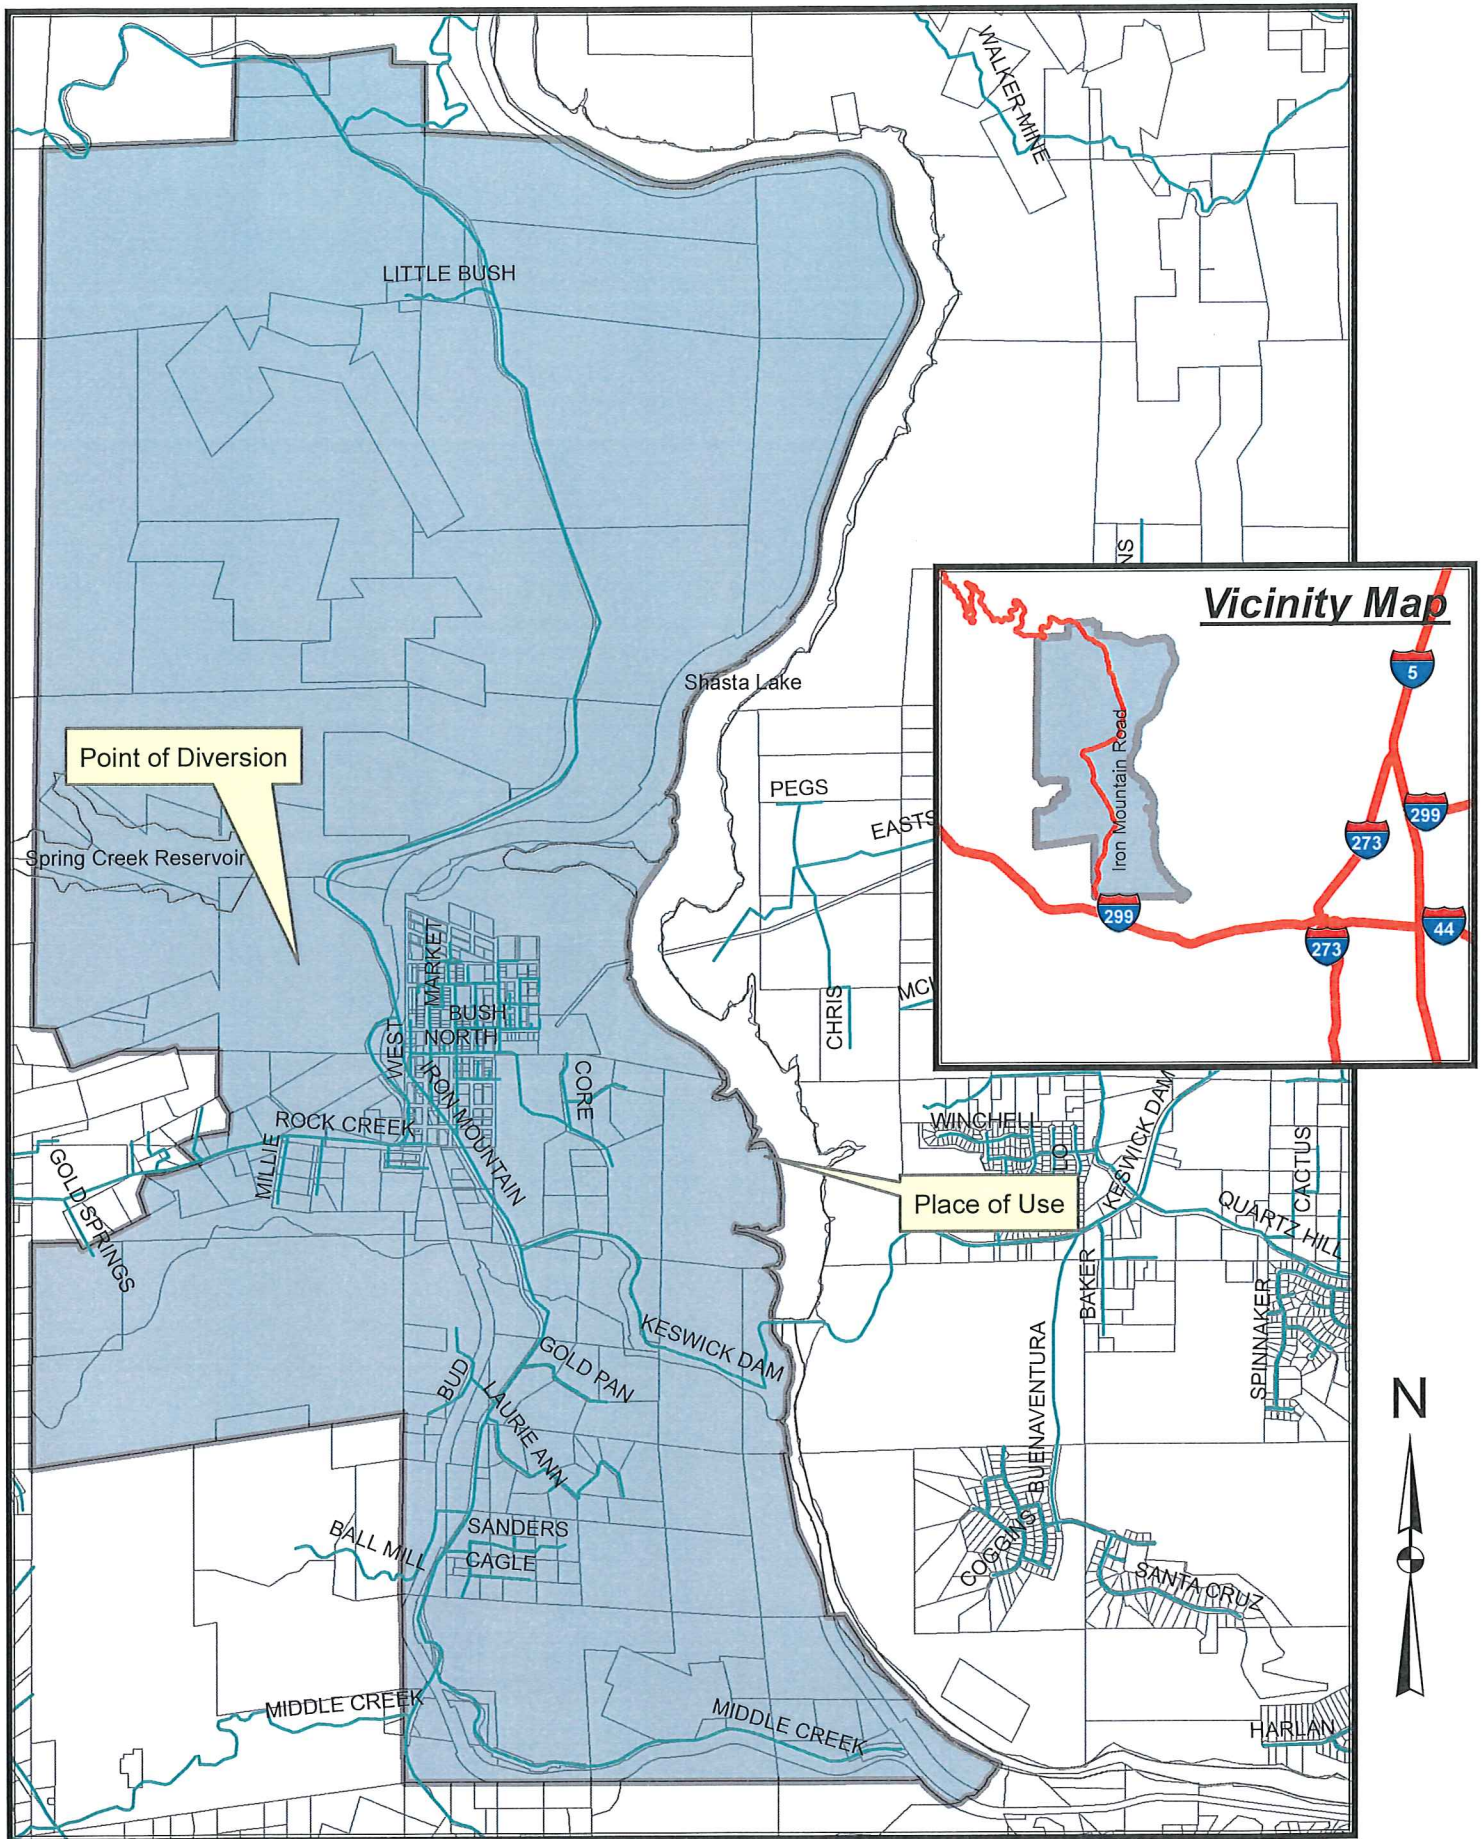 WALKER MINE
LITTLE BUSH
Vicinity Map
5
Iron Mountain Road
299
273
299
44
273
Shasta Lake
Point of Diversion
PEGS
EASTS
Spring Creek Reservoir
MARKET
BUSH
NORTH
WEST
CHRIS
MC
IRON MOUNTAIN
CORE
ROCK CREEK
MILLIE
GOLD SPRINGS
WINCHELL
LO
KESWICK DAM
CACTUS
Place of Use
QUARTZ HILL
BAKER
SPINNAKER
KESWICK DAM
GOLD PAN
BUD
LAURIE ANN
BUENAVENTURA
N
SANDERS
CAGLE
BALL MILL
COGGINS
SANTA CRUZ
MIDDLE CREEK
MIDDLE CREEK
HARLAN